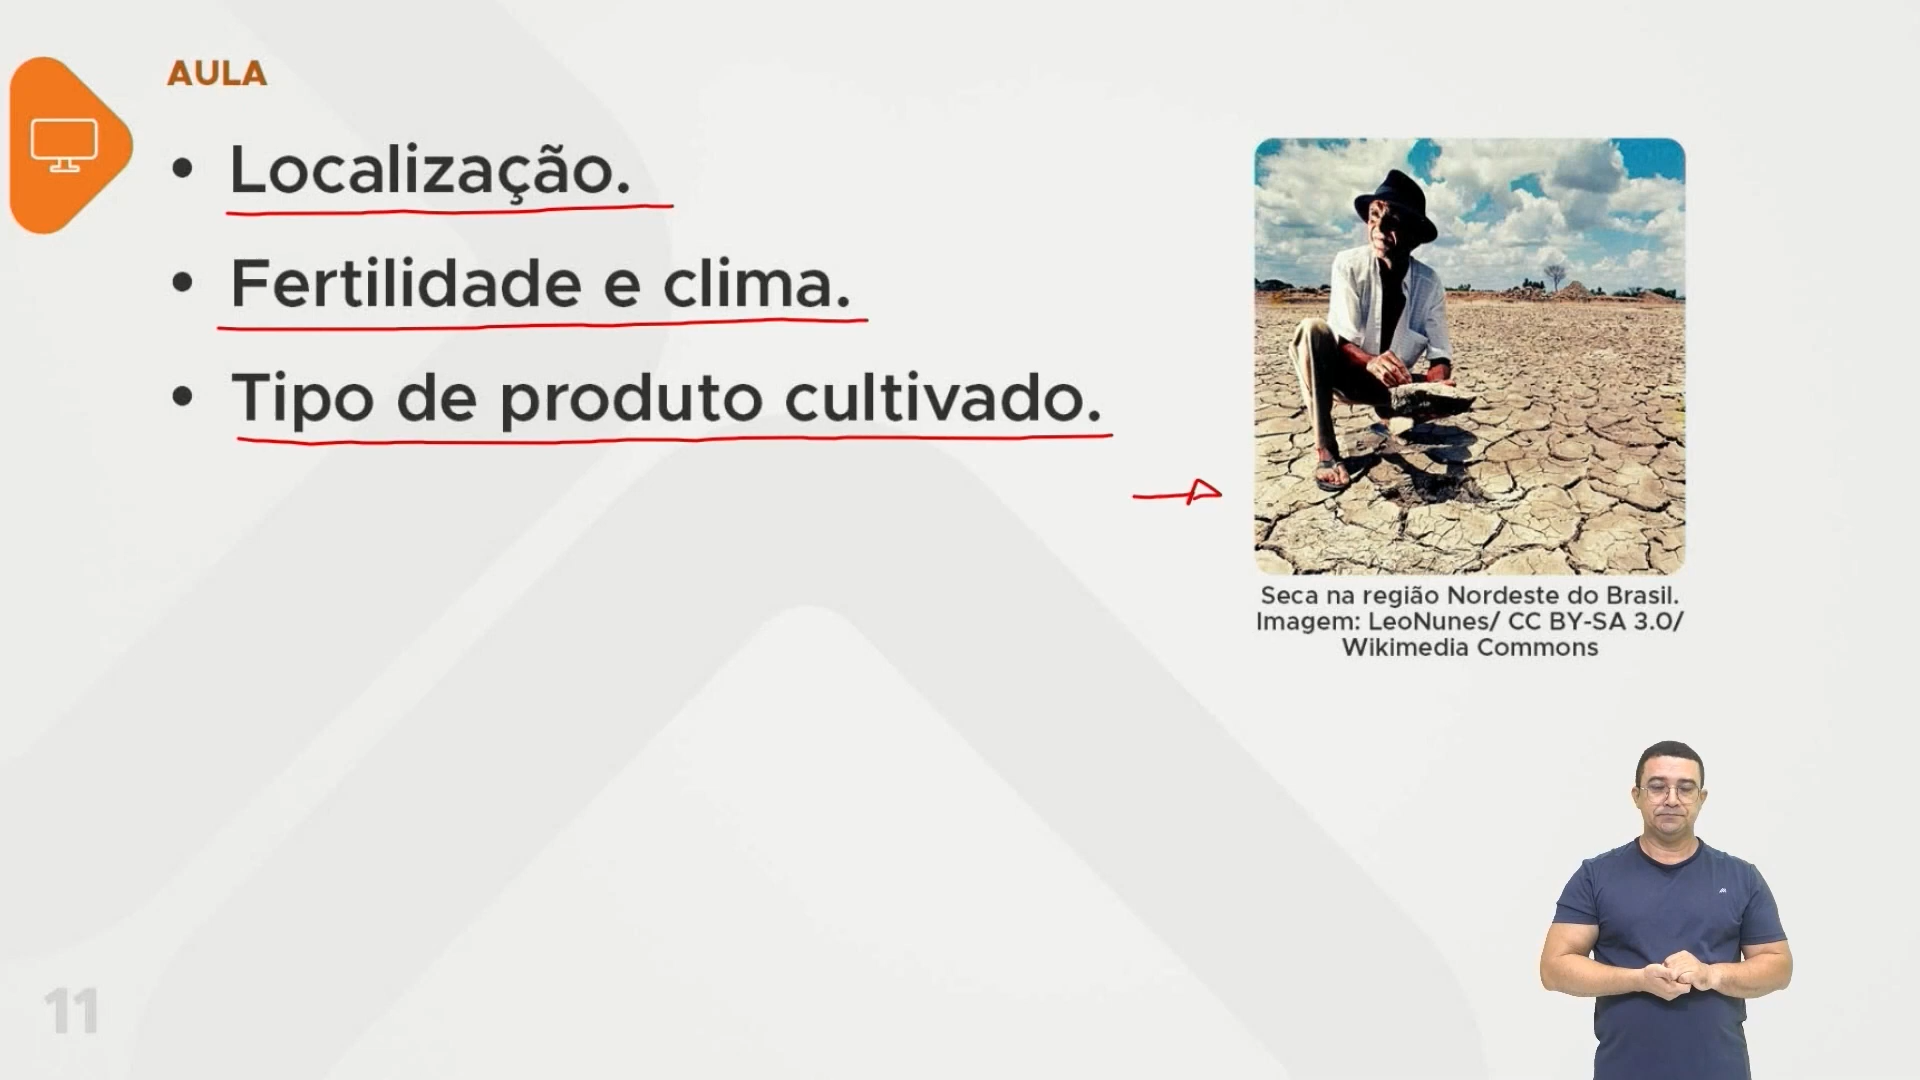 AULA
• Localização.
• Fertilidade e clima.
• Tipo de produto cultivado.
Seca na região Nordeste do Brasil.
Imagem: LeoNunes/ CC BY-SA 3.0/
Wikimedia Commons
11